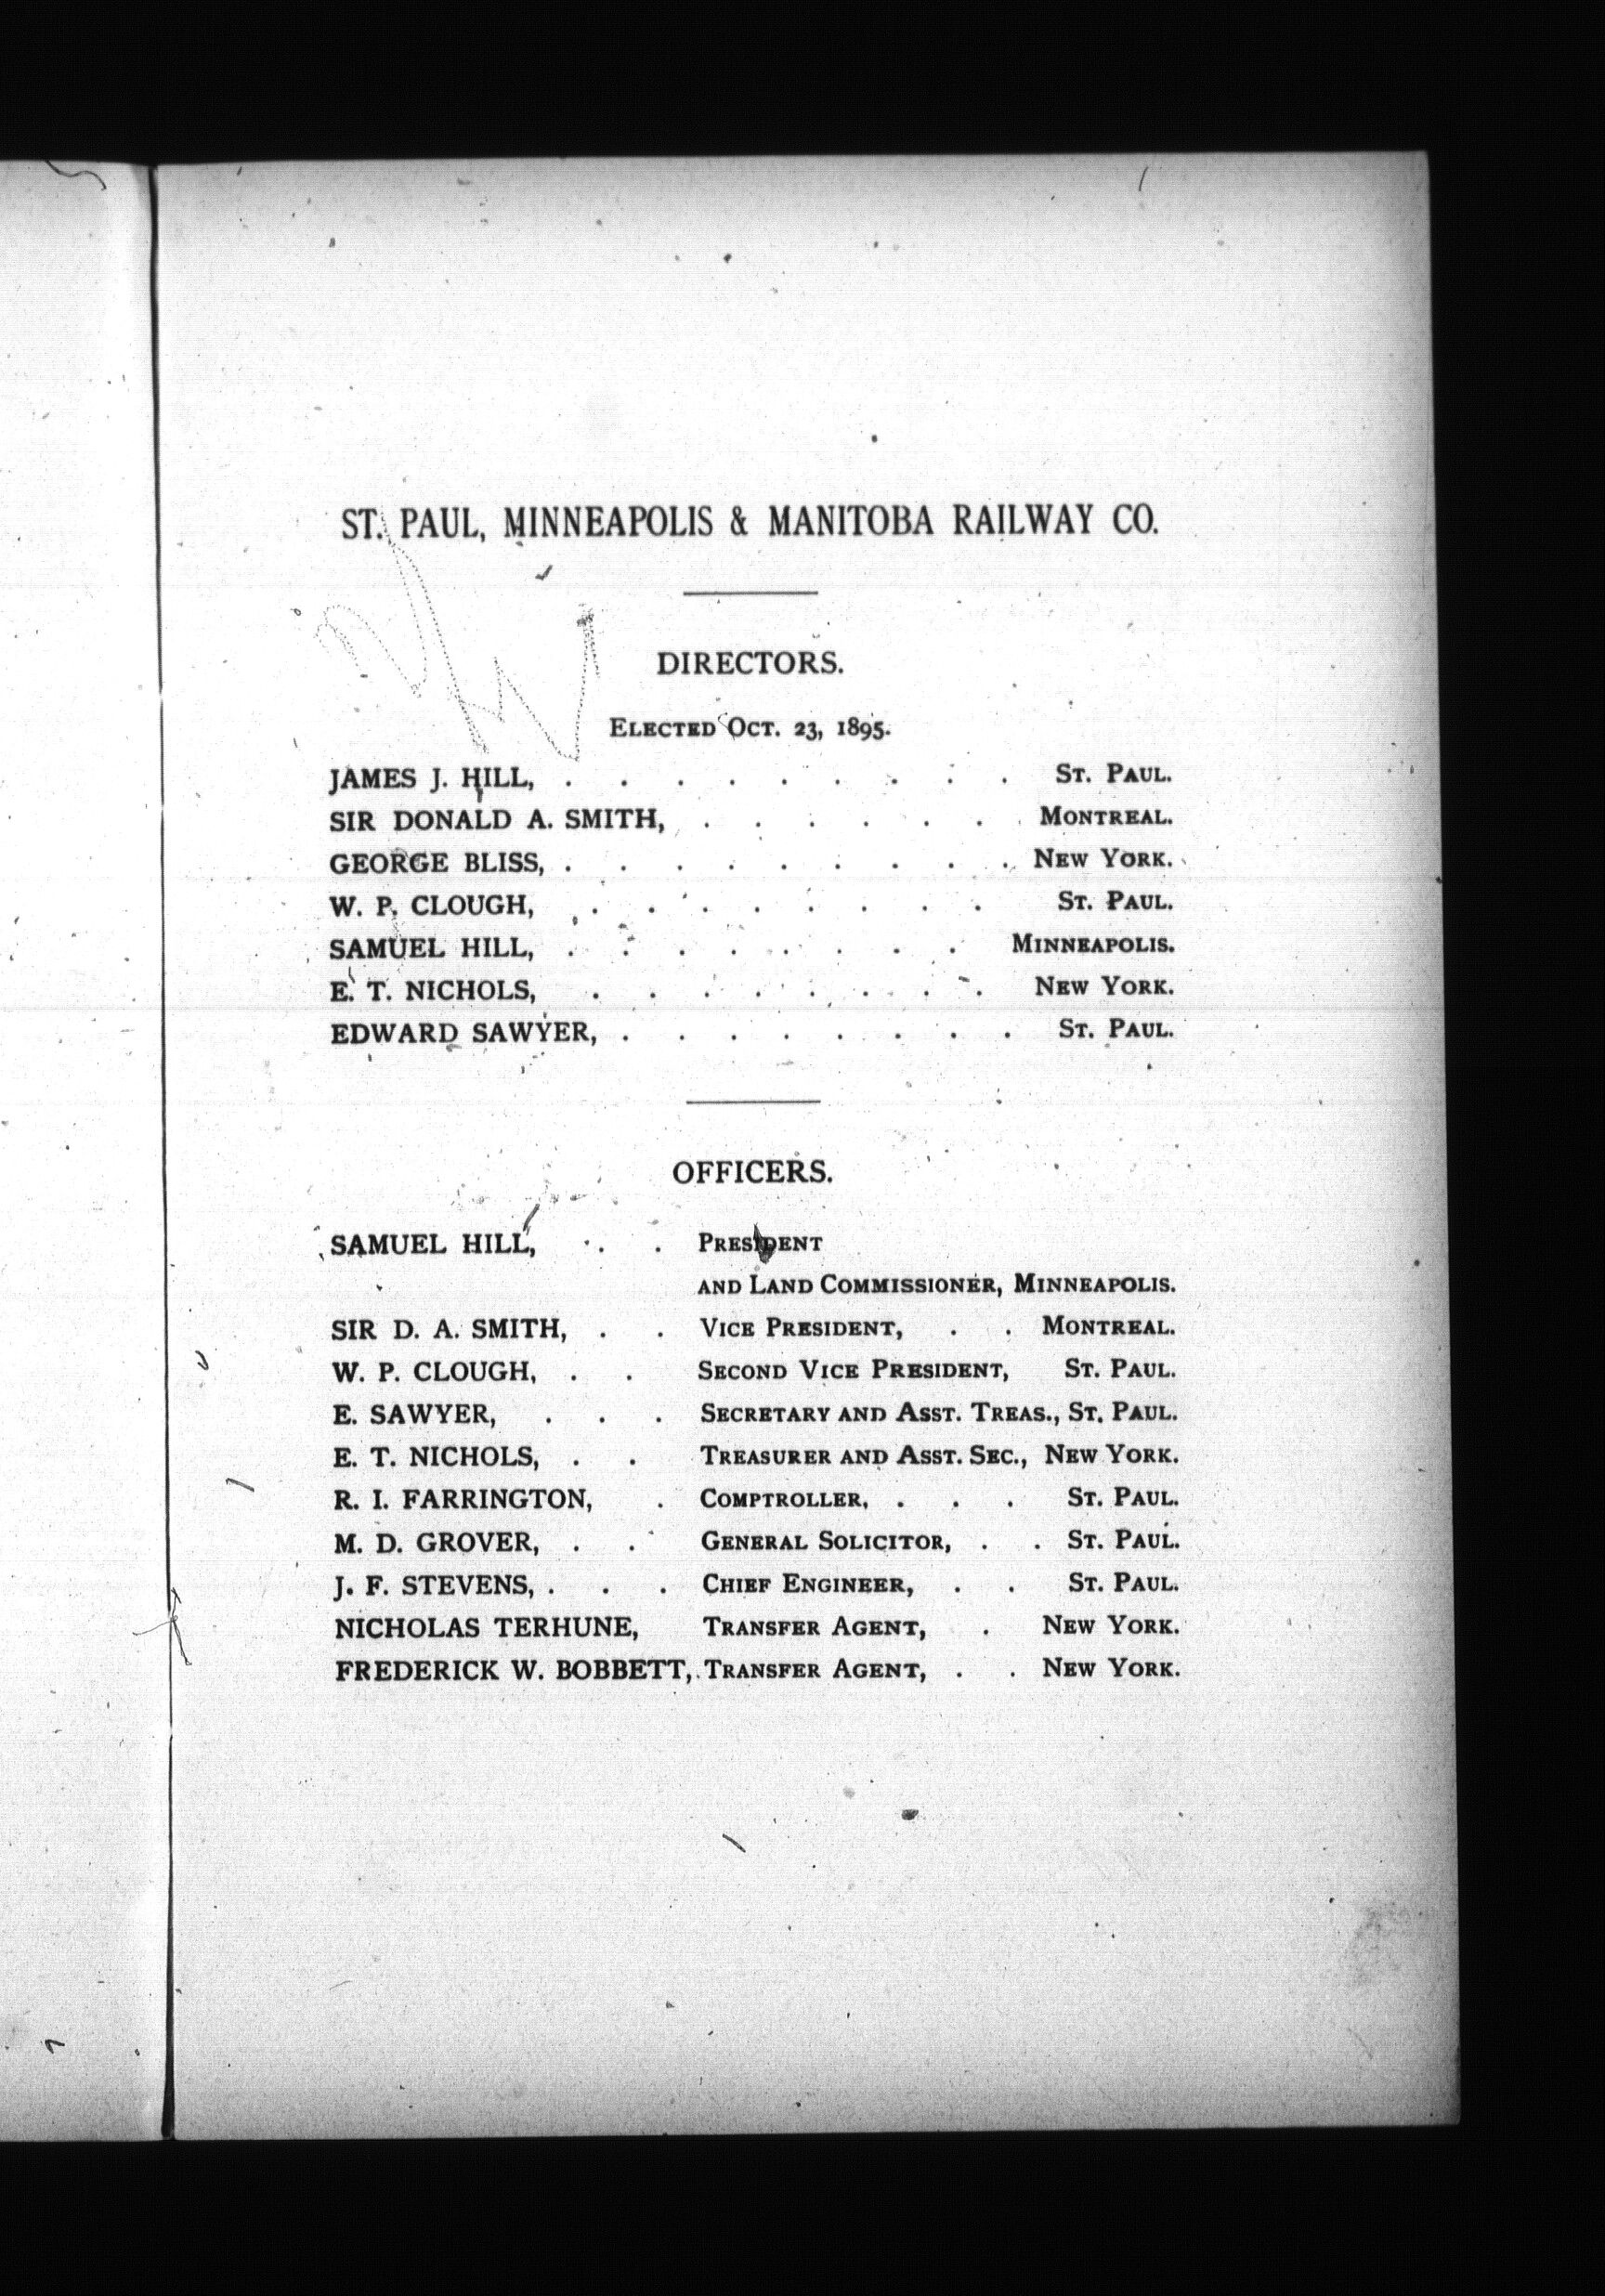 ST. PAUL, MINNEAPOLIS & MANITOBA RAILWAY CO.
DIRECTORS.
ELECTED OCT. 23, 1895.
JAMES J. HILL, . . . . . . . . . ST. PAUL.
SIR DONALD A. SMITH, . . . . . . MONTREAL.
GEORGE BLISS, . . . . . . . . . NEW YORK.
W. P. CLOUGH, . . . . . . . . ST. PAUL.
SAMUEL HILL, . . . . . . . . MINNEAPOLIS.
E. T. NICHOLS, . . . . . . . . NEW YORK.
EDWARD SAWYER, . . . . . . . . ST. PAUL.
OFFICERS.
SAMUEL HILL, . . PRESIDENT
AND LAND COMMISSIONER, MINNEAPOLIS.
SIR D. A. SMITH, . . VICE PRESIDENT, . . MONTREAL.
W. P. CLOUGH, . . SECOND VICE PRESIDENT, ST. PAUL.
E. SAWYER, . . . SECRETARY AND ASST. TREAS., ST. PAUL.
E. T. NICHOLS, . . TREASURER AND ASST. SEC., NEW YORK.
R. I. FARRINGTON, . COMPTROLLER, . . . ST. PAUL.
M. D. GROVER, . . GENERAL SOLICITOR, . . ST. PAUL.
J. F. STEVENS, . . . CHIEF ENGINEER, . . ST. PAUL.
NICHOLAS TERHUNE, TRANSFER AGENT, . NEW YORK.
FREDERICK W. BOBBETT, TRANSFER AGENT, . . NEW YORK.